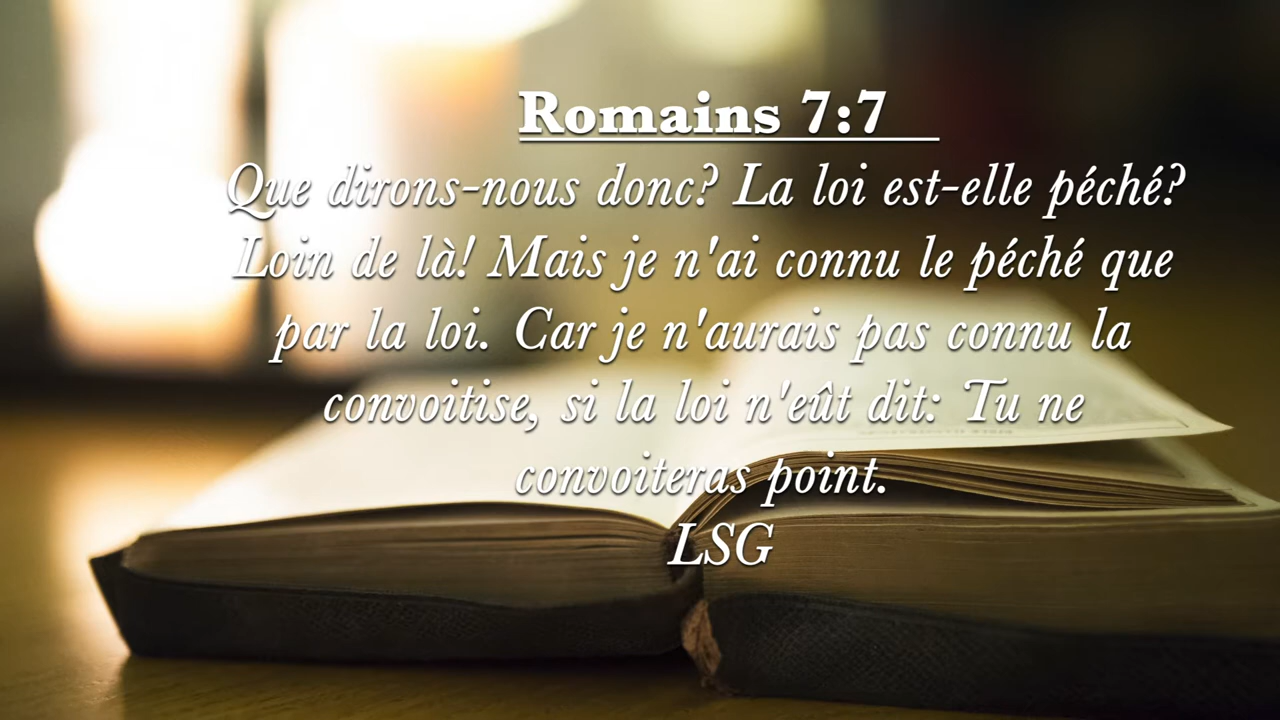 Romains 7:7
Que dirons-nous donc? La loi est-elle péché?
Loin de là! Mais je n'ai connu le péché que
par la loi. Car je n'aurais pas connu la
convoitise, si la loi n'eût dit: Tu ne
convoiteras point.
LSG